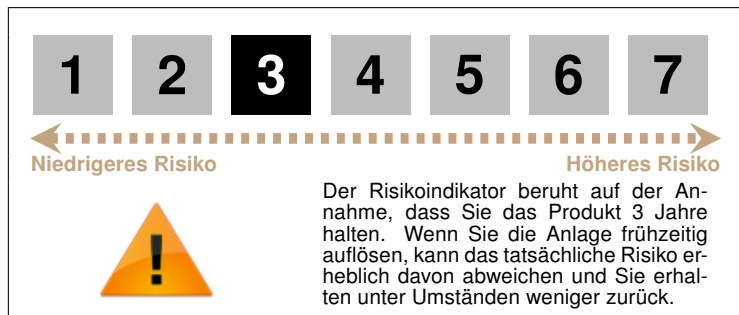 1 2 3 4 5 6 7
Niedrigeres Risiko Höheres Risiko
Der Risikoindikator beruht auf der An-
nahme, dass Sie das Produkt 3 Jahre
halten. Wenn Sie die Anlage frühzeitig
auflösen, kann das tatsächliche Risiko er-
heblich davon abweichen und Sie erhal-
ten unter Umständen weniger zurück.
!